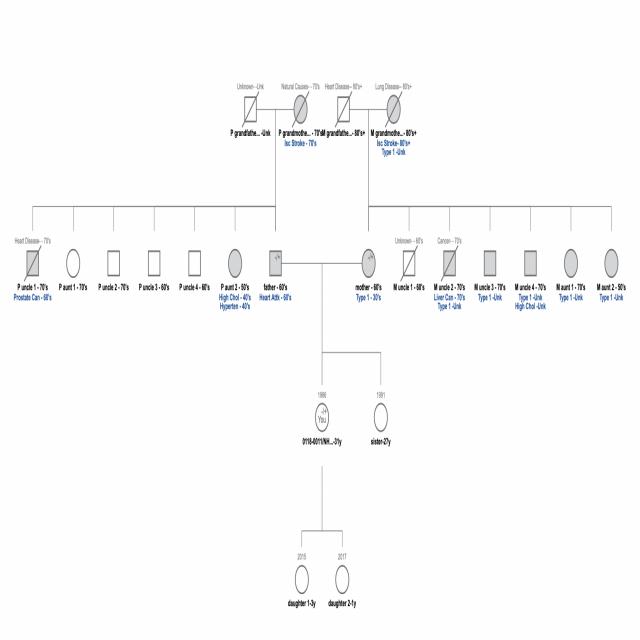 Unknown--Unk
Natural Causes-- 70's
Heart Disease-- 80's+
Lung Disease-- 80's+
P grandfathe... -Unk
P grandmothe... - 70's
M grandfathe...- 80's+
M grandmothe...- 80's+
Isc Stroke - 70's
Isc Stroke- 80's+
Type 1 -Unk
Heart Disease-- 70's
Unknown-- 60's
Cancer-- 70's
P uncle 1 - 70's
P aunt 1 - 70's
P uncle 2 - 70's
P uncle 3 - 60's
P uncle 4 - 60's
P aunt 2 - 50's
father - 60's
mother - 60's
M uncle 1 - 60's
M uncle 2 - 70's
M uncle 3 - 70's
M uncle 4 - 70's
M aunt 1 - 70's
M aunt 2 - 50's
Prostate Can - 60's
High Chol - 40's
Heart Attk - 60's
Type 1 - 30's
Liver Can - 70's
Type 1 -Unk
Type 1 -Unk
Type 1 -Unk
Type 1 -Unk
Hyperten - 40's
Type 1 -Unk
High Chol -Unk
1991
You
0118-0011/NH...-31y
sister-27y
2017
daughter 1-3y
daughter 2-1y